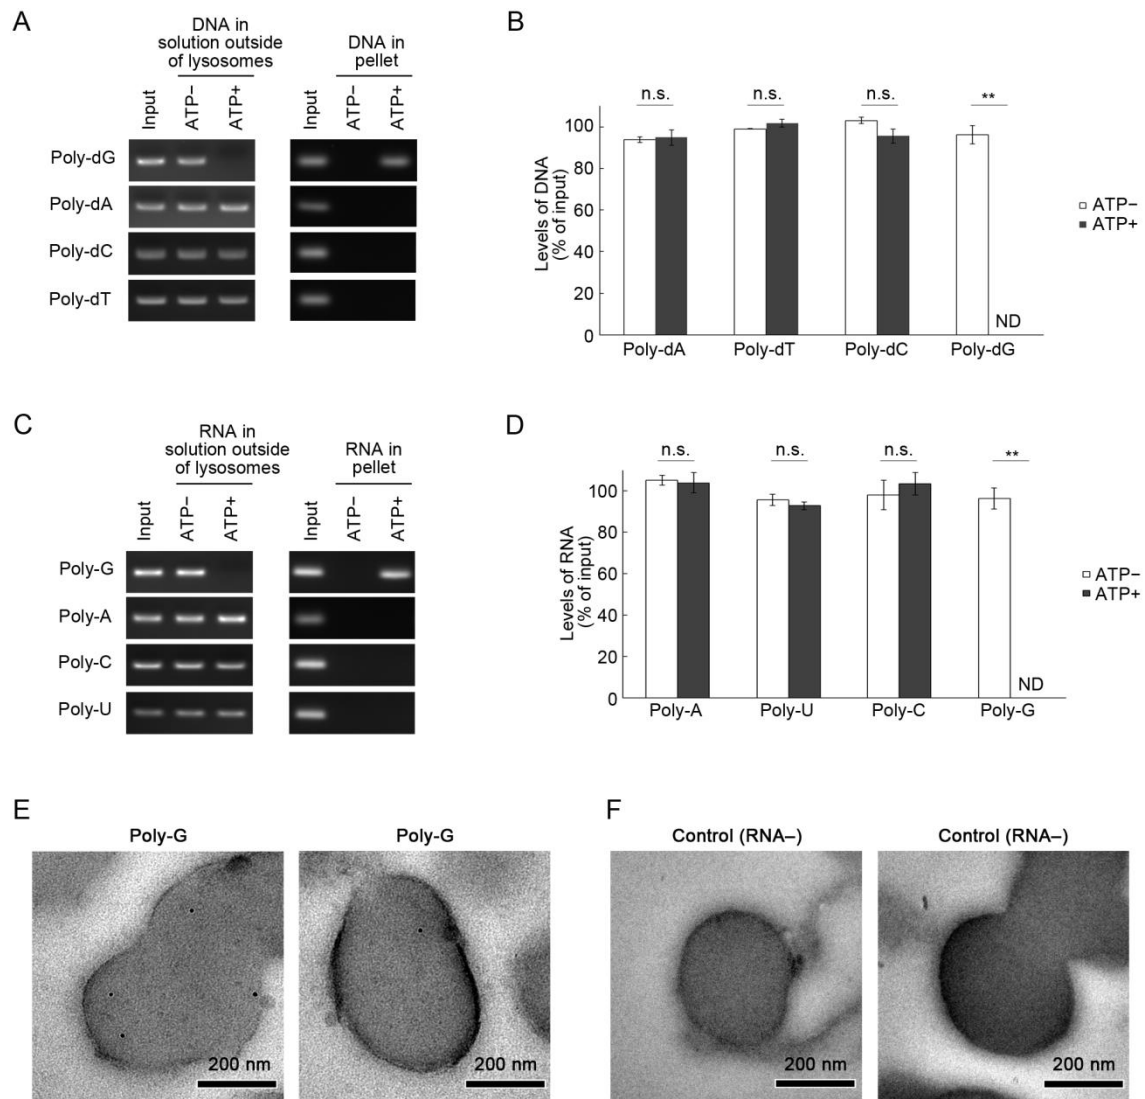 A
DNA in
solution outside
of lysosomes
DNA in
pellet
Input
ATP−
ATP+
Input
ATP−
ATP+
Poly-dG
Poly-dA
Poly-dC
Poly-dT
B
n.s.
n.s.
n.s.
**
Levels of DNA
(% of input)
100
80
60
40
20
0
ND
Poly-dA
Poly-dT
Poly-dC
Poly-dG
ATP−
ATP+
C
RNA in
solution outside
of lysosomes
RNA in
pellet
Input
ATP−
ATP+
Input
ATP−
ATP+
Poly-G
Poly-A
Poly-C
Poly-U
D
n.s.
n.s.
n.s.
**
Levels of RNA
(% of input)
100
80
60
40
20
0
ND
Poly-A
Poly-U
Poly-C
Poly-G
ATP−
ATP+
E
Poly-G
Poly-G
200 nm
200 nm
F
Control (RNA–)
Control (RNA–)
200 nm
200 nm